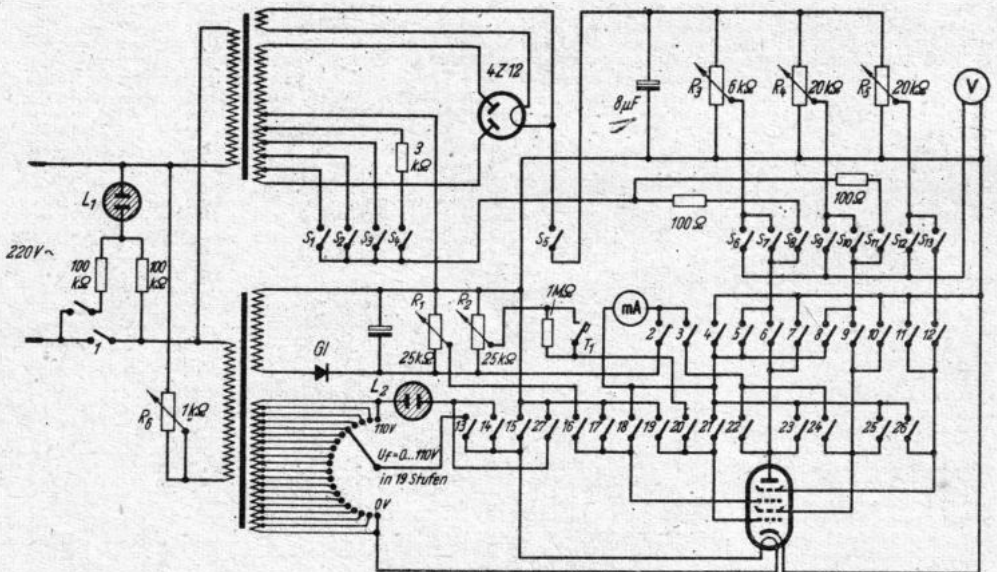 4Z12
8µF
R3
6kΩ
R4
20kΩ
R5
20kΩ
V
3
kΩ
L1
100Ω
100Ω
S1
S2
S3
S4
S5
S6
S7
S8
S9
S10
S11
S12
S13
220V~
100
kΩ
100
kΩ
1
R1
25kΩ
R2
25kΩ
1MΩ
T1
mA
2
3
4
5
6
7
8
9
10
11
12
Gl
L2
R6
1kΩ
110V
UF=0...110V
in 19 Stufen
0V
13
14
15
27
16
17
18
19
20
21
22
23
24
25
26